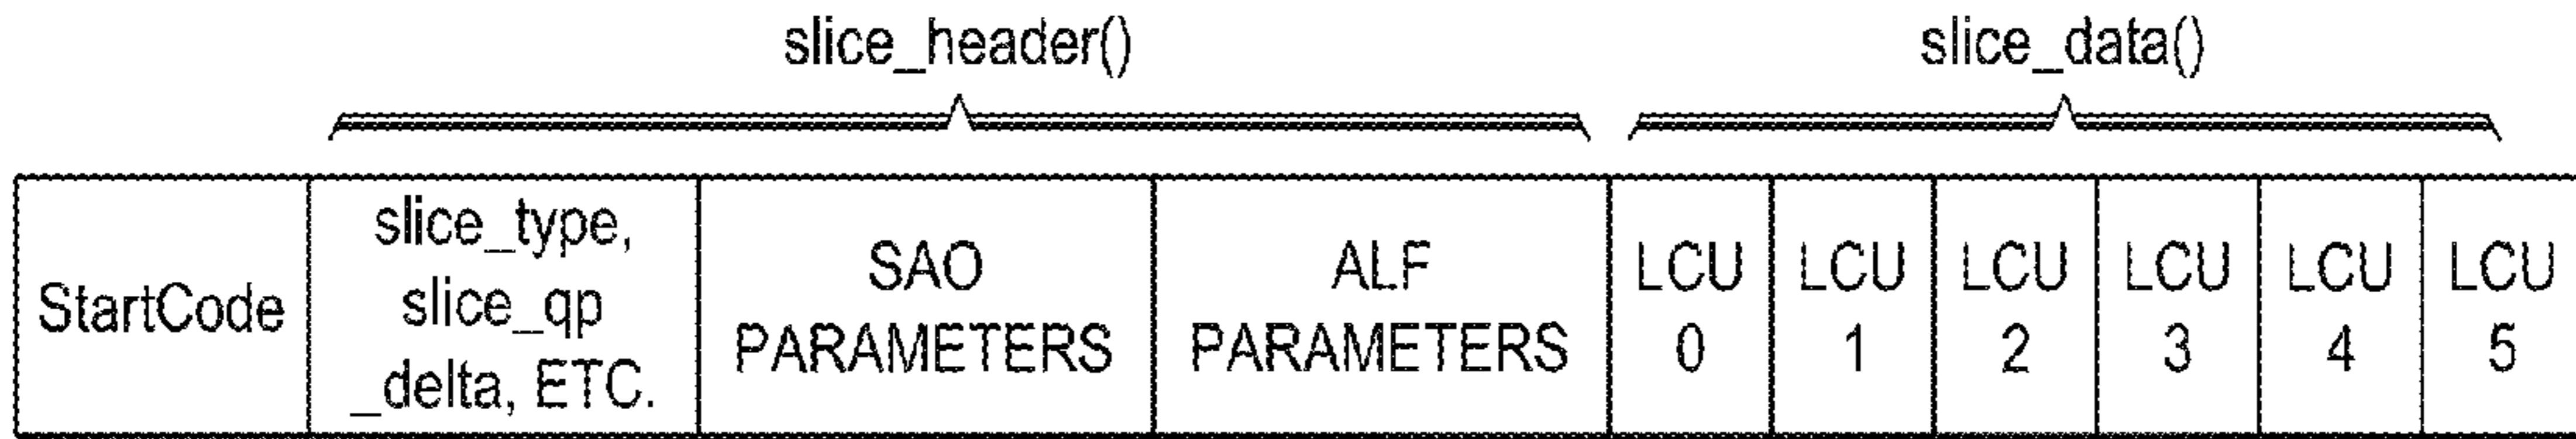 slice_header()
slice_data()
StartCode
slice_type,
slice_qp
_delta, ETC.
SAO
PARAMETERS
ALF
PARAMETERS
LCU
0
LCU
1
LCU
2
LCU
3
LCU
4
LCU
5